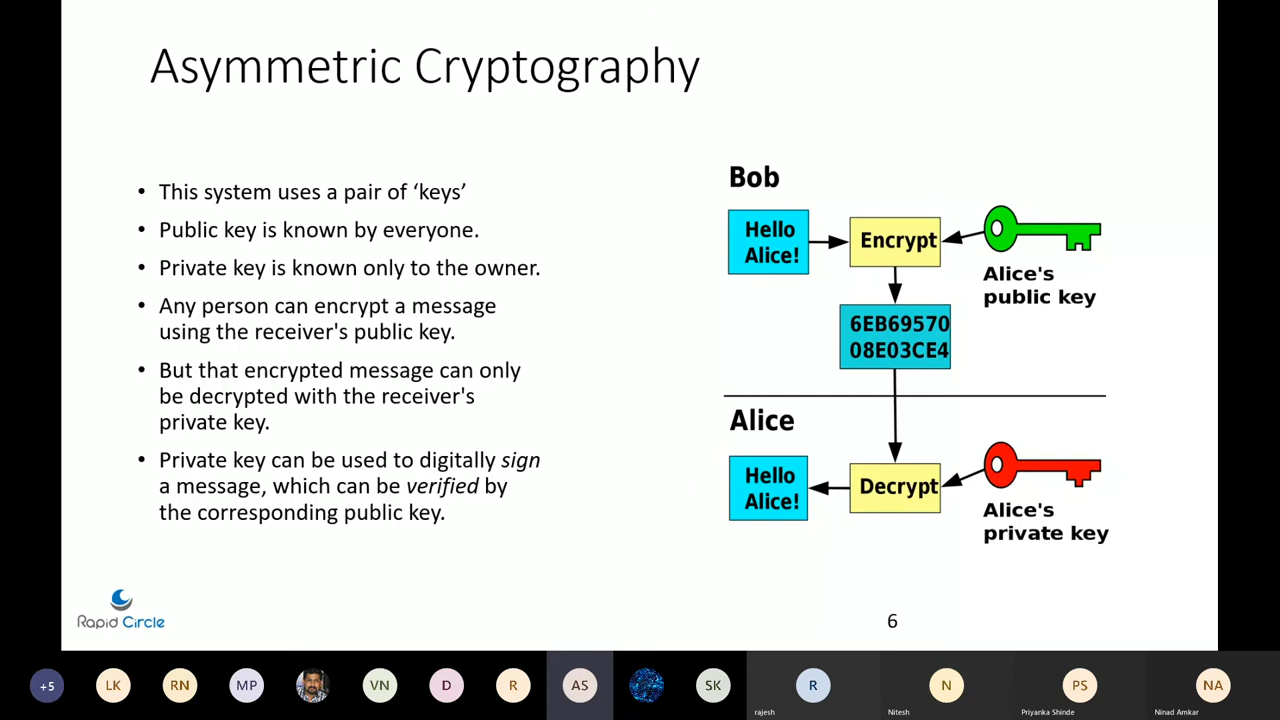 Asymmetric Cryptography
• This system uses a pair of ‘keys’
• Public key is known by everyone.
• Private key is known only to the owner.
• Any person can encrypt a message
using the receiver's public key.
• But that encrypted message can only
be decrypted with the receiver's
private key.
• Private key can be used to digitally sign
a message, which can be verified by
the corresponding public key.
Bob
Hello
Alice!
Encrypt
Alice's
public key
6EB69570
08E03CE4
Alice
Hello
Alice!
Decrypt
Alice's
private key
Rapid Circle
6
+5
LK
RN
MP
VN
D
R
AS
SK
R
rajesh
N
Nitesh
PS
Priyanka Shinde
NA
Ninad Amkar